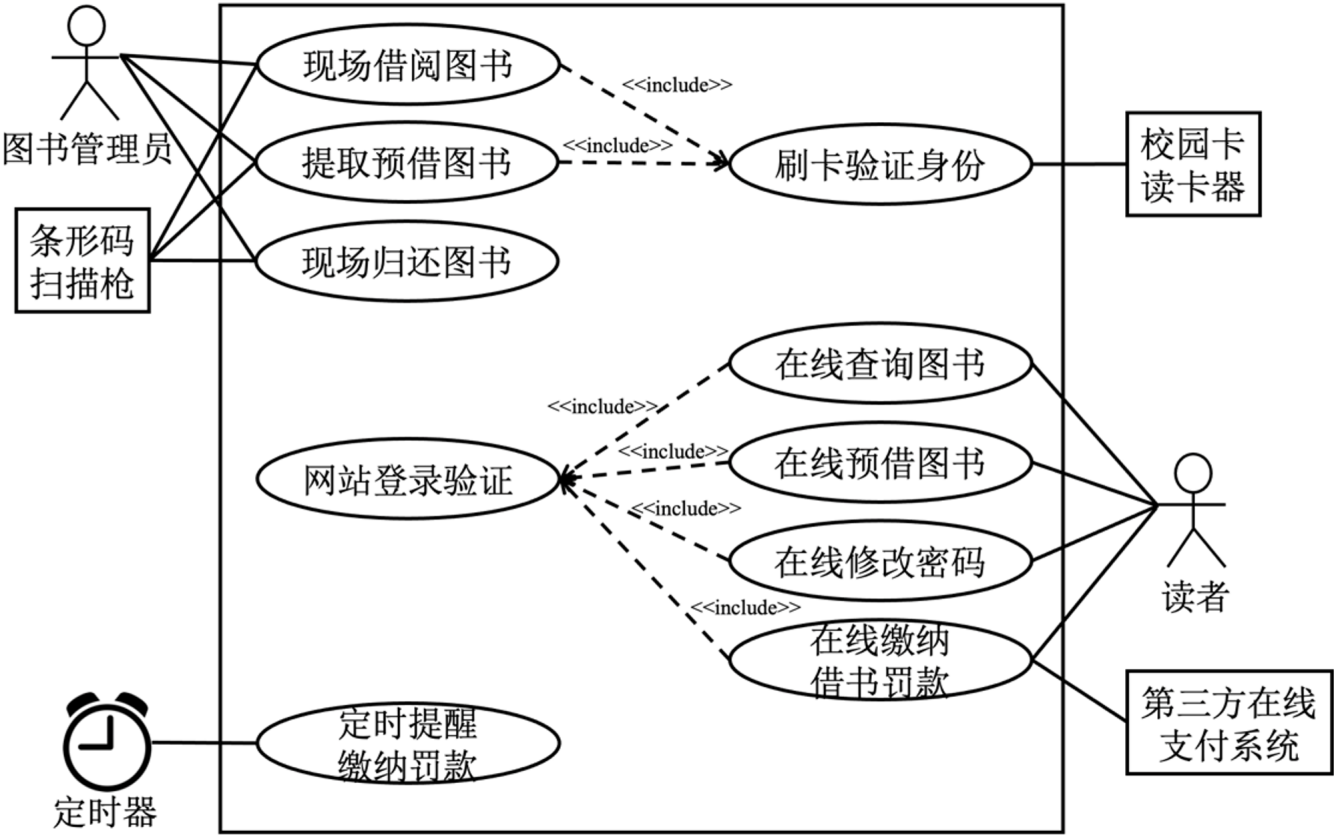 现场借阅图书
<<include>>
图书管理员
提取预借图书
<<include>>
刷卡验证身份
校园卡
读卡器
条形码
扫描枪
现场归还图书
在线查询图书
<<include>>
网站登录验证
<<include>>
在线预借图书
<<include>>
在线修改密码
读者
<<include>>
在线缴纳
借书罚款
第三方在线
支付系统
定时提醒
缴纳罚款
定时器